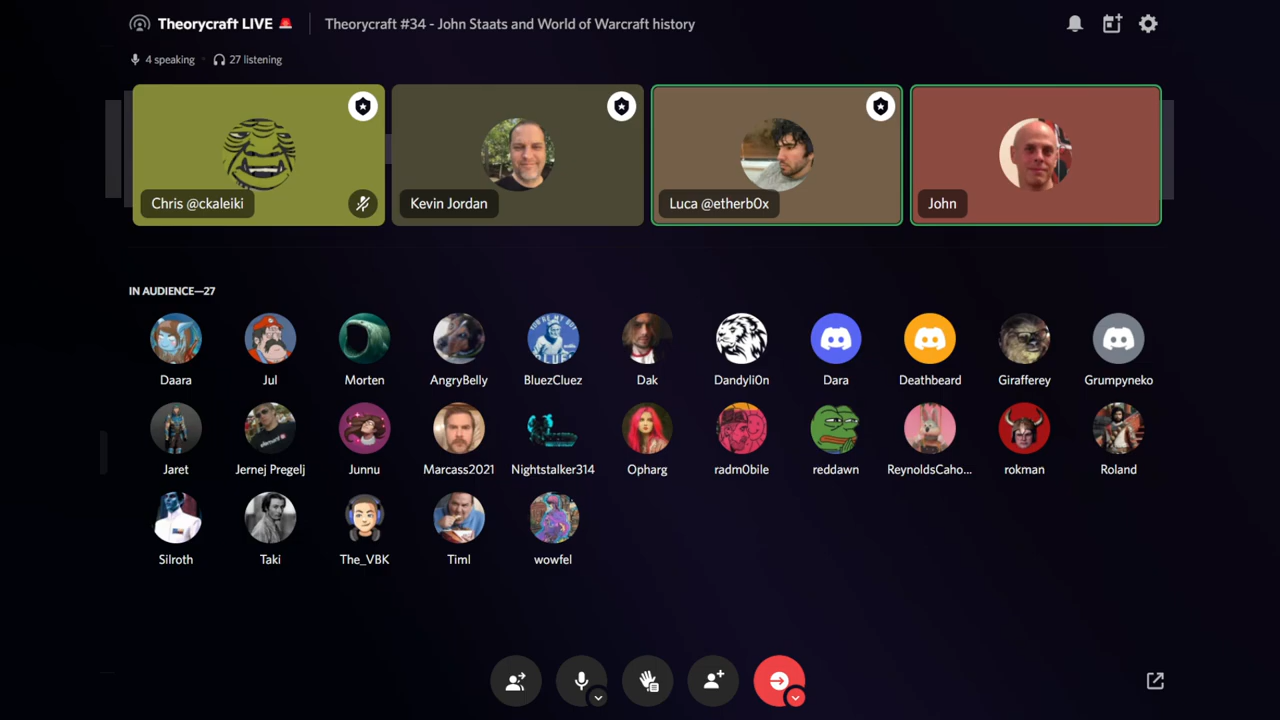 Theorycraft LIVE 🚨 Theorycraft #34 - John Staats and World of Warcraft history
4 speaking · 27 listening
Chris @ckaleiki Kevin Jordan Luca @etherb0x John
IN AUDIENCE—27
Daara Jul Morten AngryBelly BluezCluez Dak Dandyli0n Dara Deathbeard Girafferey Grumpyneko
Jaret Jernej Pregelj Junnu Marcass2021 Nightstalker314 Opharg radm0bile reddawn ReynoldsCaho... rokman Roland
Silroth Taki The_VBK Timl wowfel